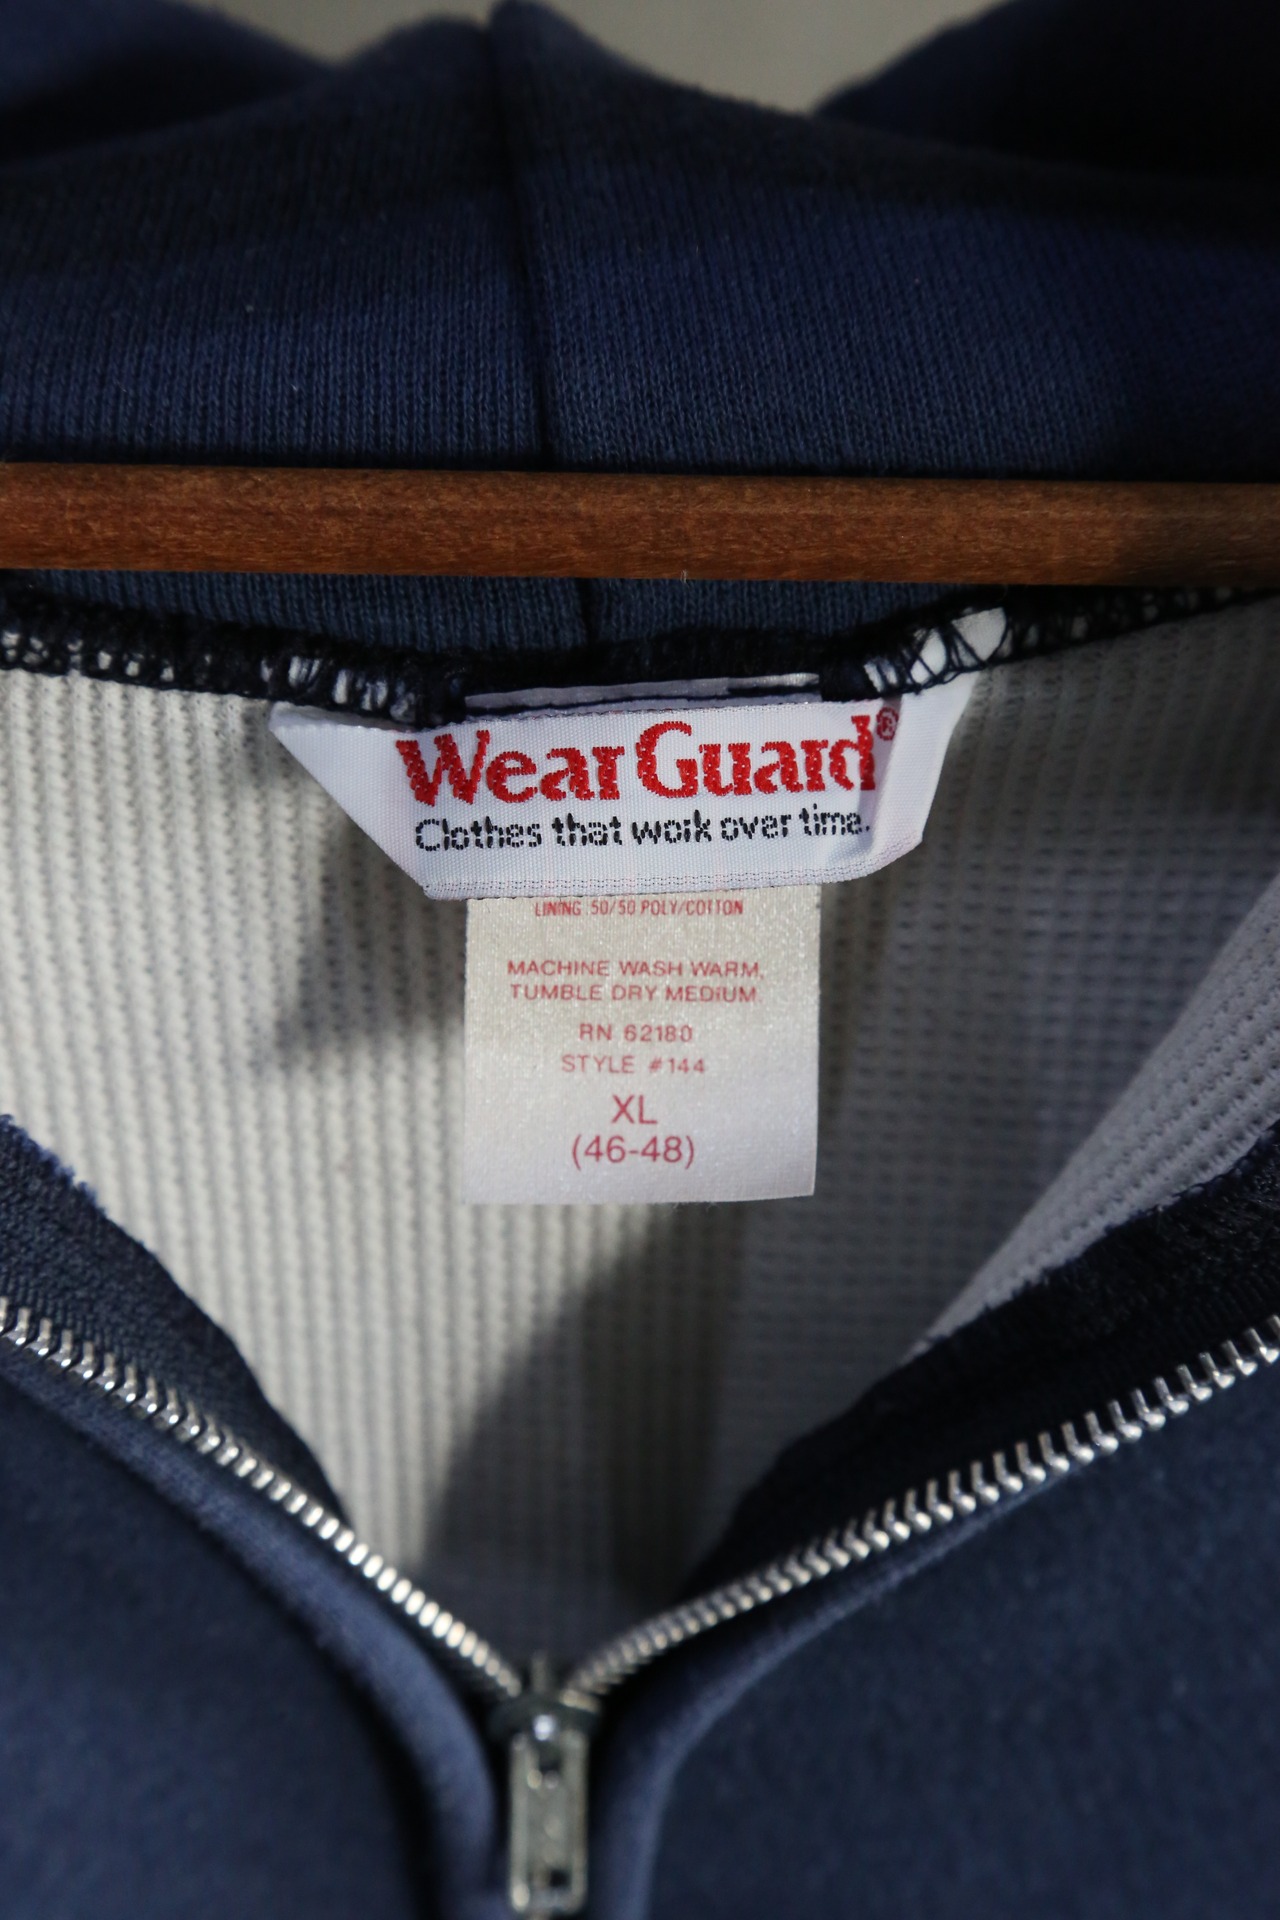 WearGuard®
Clothes that work over time.
LINING 50/50 POLY/COTTON
MACHINE WASH WARM,
TUMBLE DRY MEDIUM.
RN 62180
STYLE #144
XL
(46-48)